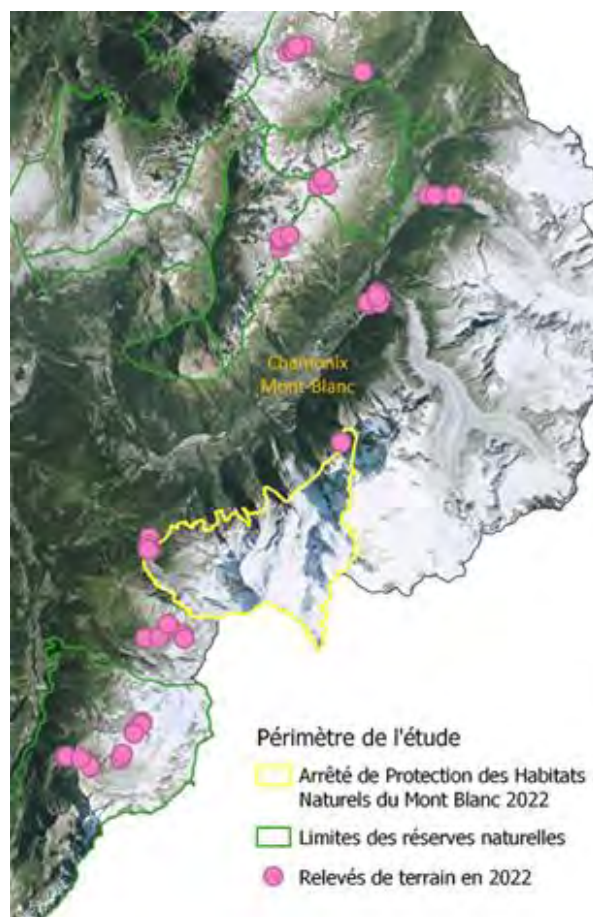 Chamonix
Mont-Blanc
Périmètre de l'étude
Arrêté de Protection des Habitats
Naturels du Mont Blanc 2022
Limites des réserves naturelles
Relevés de terrain en 2022